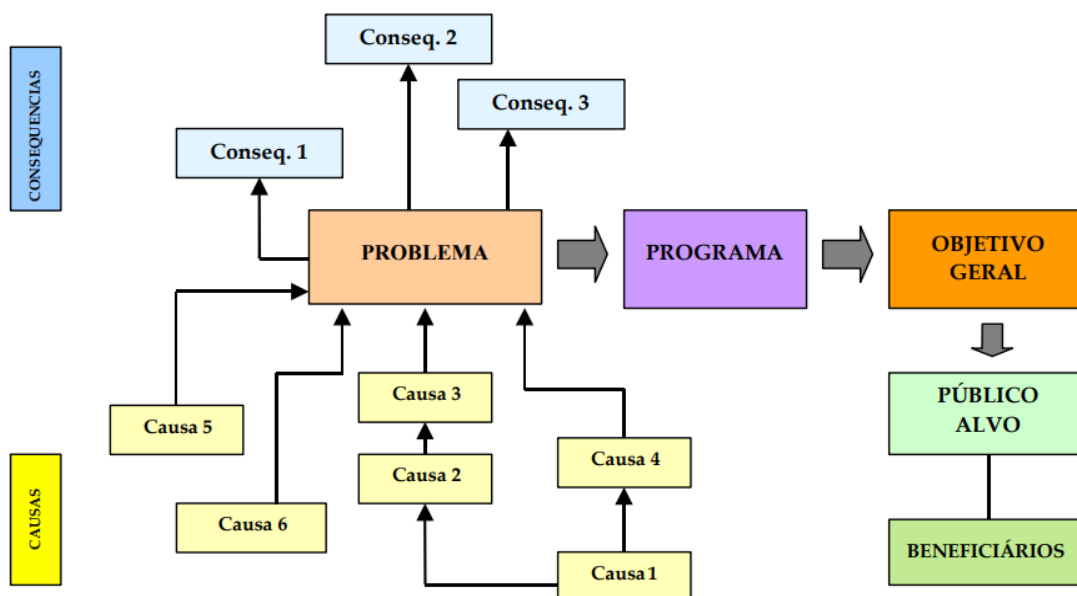 CONSEQUENCIAS
Conseq. 2
Conseq. 3
Conseq. 1
PROBLEMA
PROGRAMA
OBJETIVO
GERAL
Causa 3
PÚBLICO
ALVO
Causa 5
Causa 4
Causa 2
CAUSAS
Causa 6
BENEFICIÁRIOS
Causa 1